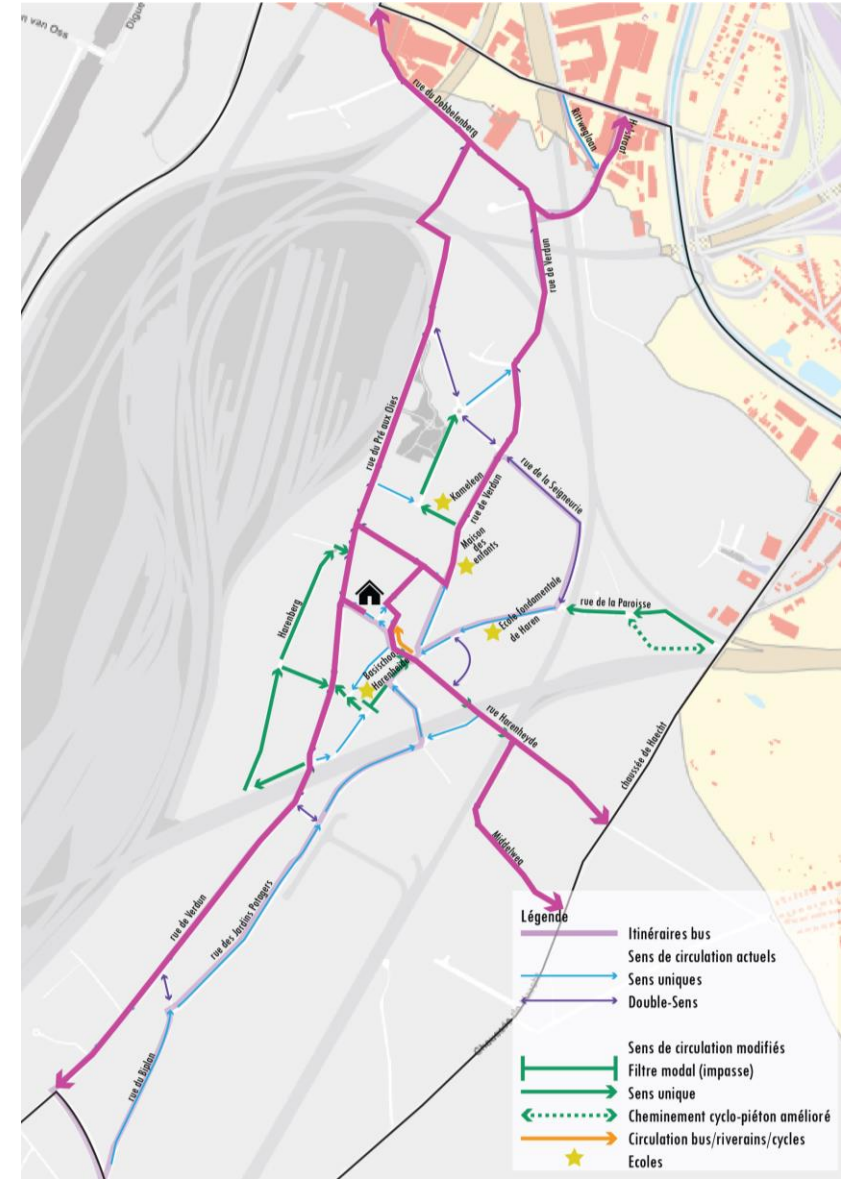 n van Oss
Digue
rue du Dobbelenberg
Rittweglaan
rue de Verdun
rue du Pré aux Oies
Kameleon
rue de Verdun
rue de la Seigneurie
Maison
des
enfants
Harenberg
Ecole fondamentale
de Haren
rue de la Paroisse
Basischool
Harenheide
rue Harenheyde
chaussée de Haecht
Middelweg
rue de Verdun
rue des Jardins Potagers
rue du Biplan
Légende
Itinéraires bus
Sens de circulation actuels
Sens uniques
Double-Sens
Sens de circulation modifiés
Filtre modal (impasse)
Sens unique
Cheminement cyclo-piéton amélioré
Circulation bus/riverains/cycles
Ecoles